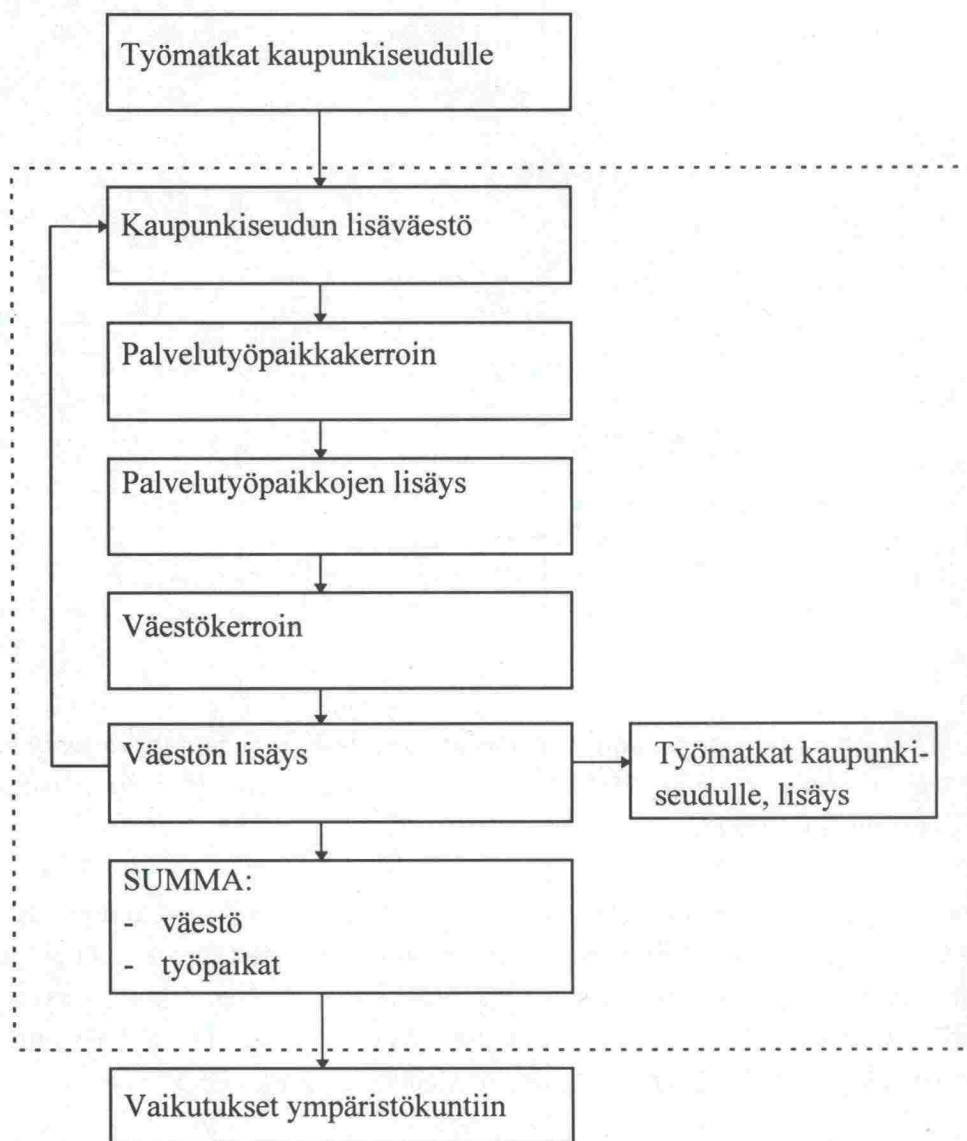 Työmatkat kaupunkiseudulle
Kaupunkiseudun lisäväestö
Palvelutyöpaikkakerroin
Palvelutyöpaikkojen lisäys
Väestökerroin
Väestön lisäys
Työmatkat kaupunki-
seudulle, lisäys
SUMMA:
- väestö
- työpaikat
Vaikutukset ympäristökuntiin